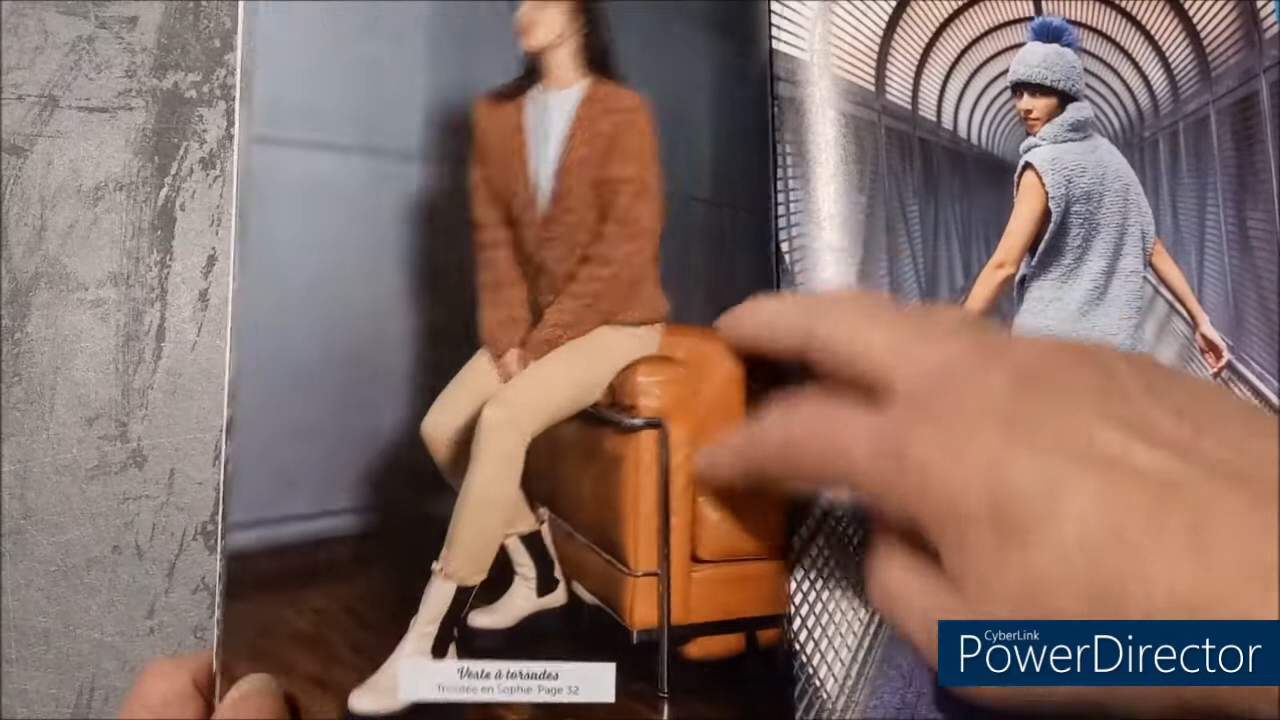 Veste à torsades
Tricotée en Sophie Page 32
CyberLink
PowerDirector